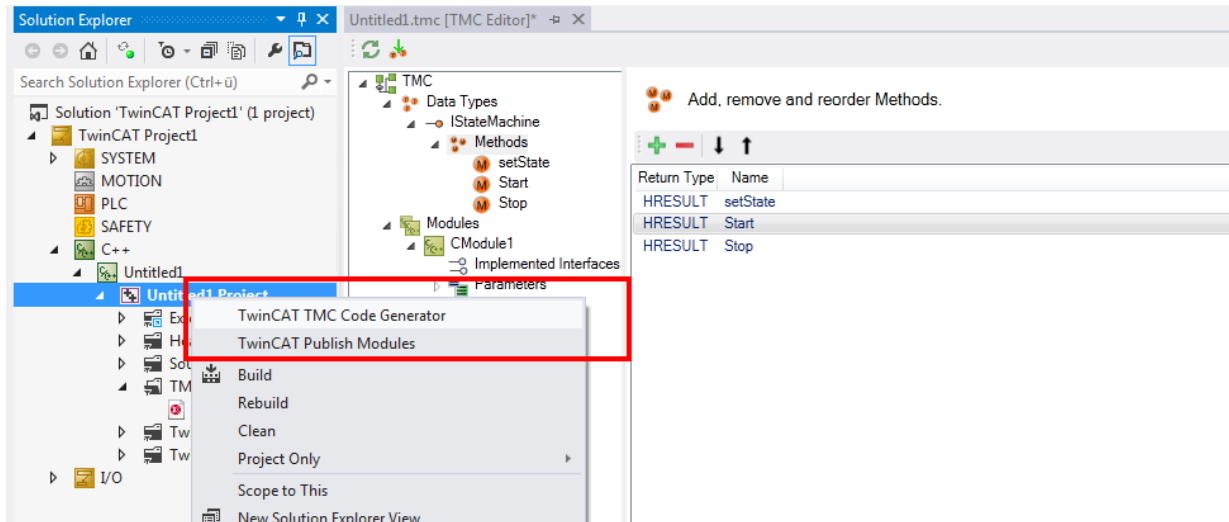 Solution Explorer
Untitled1.tmc [TMC Editor]*
Search Solution Explorer (Ctrl+ü)
Solution 'TwinCAT Project1' (1 project)
TwinCAT Project1
SYSTEM
MOTION
PLC
SAFETY
C++
Untitled1
Untitled1 Project
TMC
Data Types
IStateMachine
Methods
setState
Start
Stop
Modules
CModule1
Implemented Interfaces
Parameters
Add, remove and reorder Methods.
Return Type Name
HRESULT setState
HRESULT Start
HRESULT Stop
TwinCAT TMC Code Generator
TwinCAT Publish Modules
Build
Rebuild
Clean
Project Only
Scope to This
New Solution Explorer View
I/O